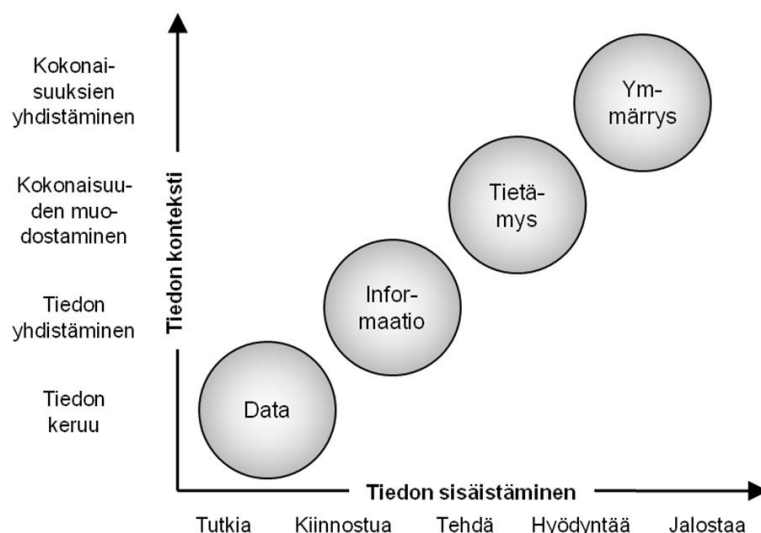 Kokonai-
suuksien
yhdistäminen
Kokonaisuu-
den muo-
dostaminen
Tiedon
yhdistäminen
Tiedon
keruu
Tiedon konteksti
Ym-
märrys
Tietä-
mys
Infor-
maatio
Data
Tiedon sisäistäminen
Tutkia Kiinnostua Tehdä Hyödyntää Jalostaa